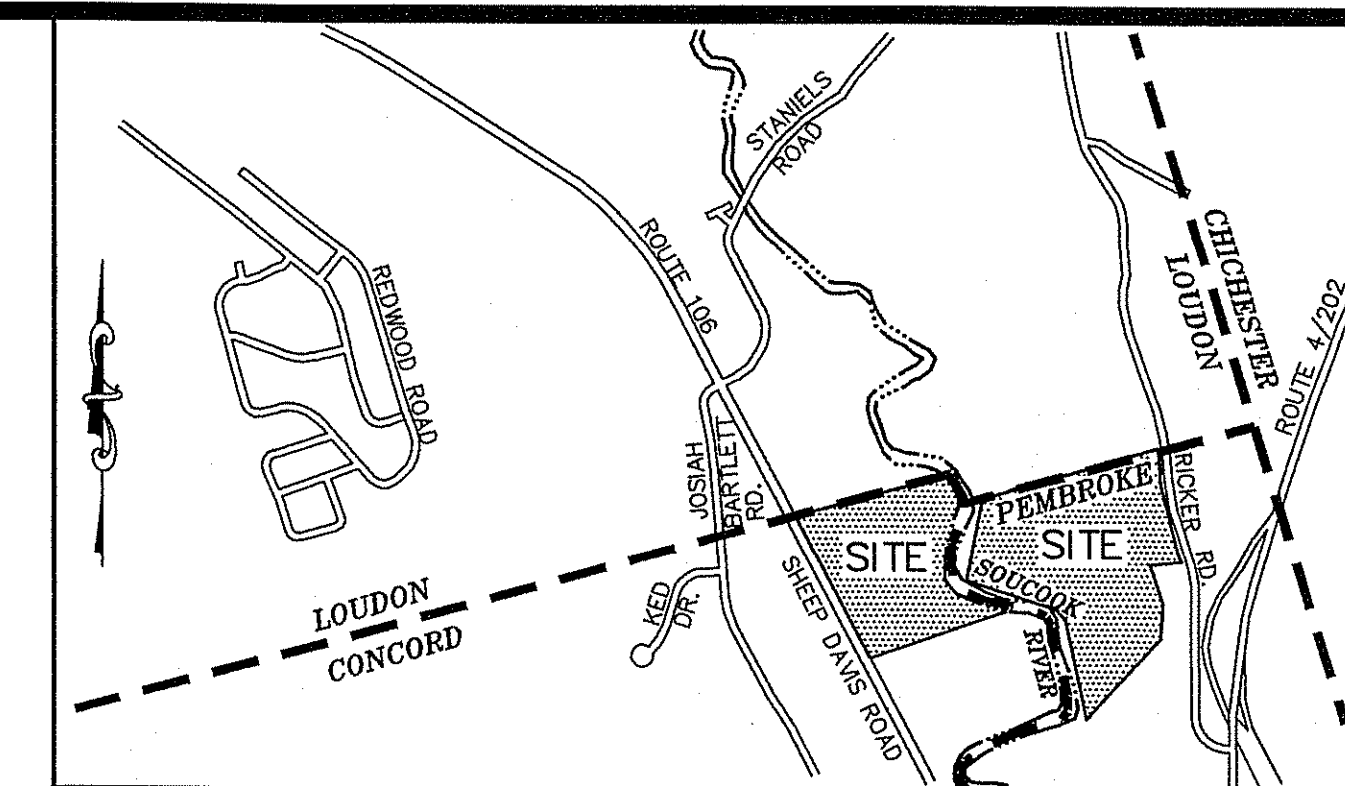 STANIELS
ROAD
ROUTE 106
REDWOOD ROAD
CHICHESTER
LOUDON
ROUTE 4/202
JOSIAH
BARTLETT
RD.
PEMBROKE
RICKER RD.
SITE
SITE
SOUCOOK
RIVER
KED
DR.
SHEEP DAVIS ROAD
LOUDON
CONCORD